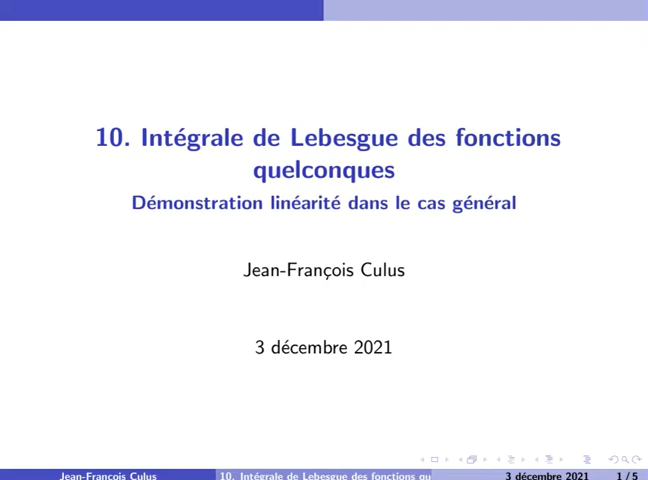 10. Intégrale de Lebesgue des fonctions
quelconques
Démonstration linéarité dans le cas général
Jean-François Culus
3 décembre 2021
Jean-François Culus 10. Intégrale de Lebesgue des fonctions qu 3 décembre 2021 1 / 5